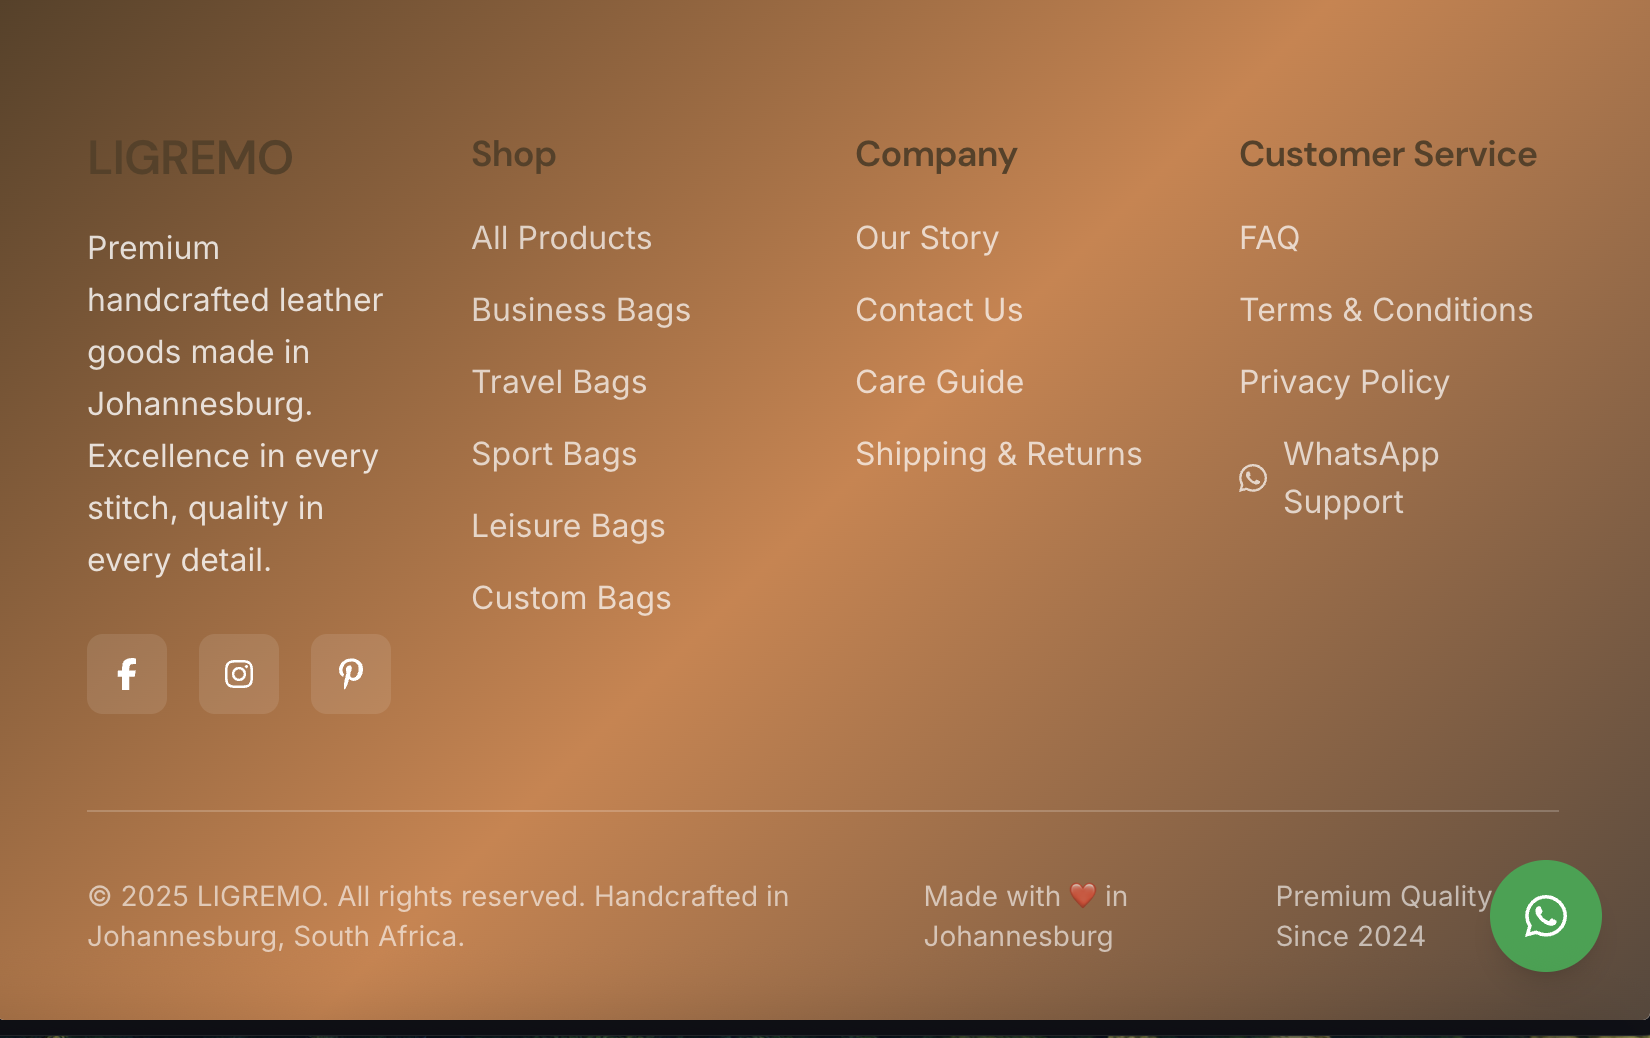 LIGREMO
Premium
handcrafted leather
goods made in
Johannesburg.
Excellence in every
stitch, quality in
every detail.
Shop
All Products
Business Bags
Travel Bags
Sport Bags
Leisure Bags
Custom Bags
Company
Our Story
Contact Us
Care Guide
Shipping & Returns
Customer Service
FAQ
Terms & Conditions
Privacy Policy
WhatsApp
Support
© 2025 LIGREMO. All rights reserved. Handcrafted in
Johannesburg, South Africa.
Made with ❤️ in
Johannesburg
Premium Quality
Since 2024